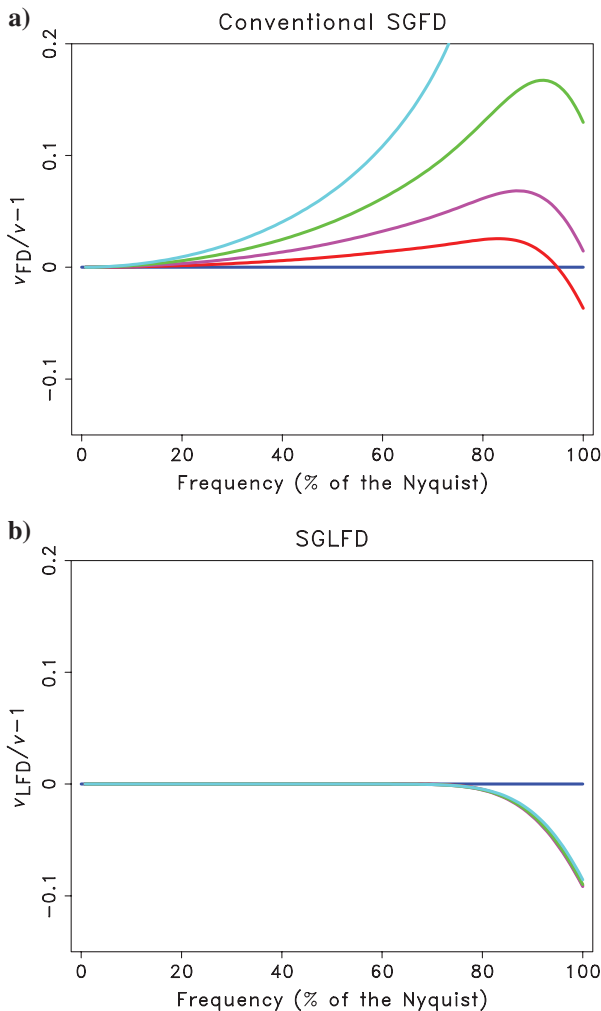 a)
Conventional SGFD
0.2
0.1
0
−0.1
v_FD/v−1
0 20 40 60 80 100
Frequency (% of the Nyquist)
b)
SGLFD
0.2
0.1
0
−0.1
v_LFD/v−1
0 20 40 60 80 100
Frequency (% of the Nyquist)